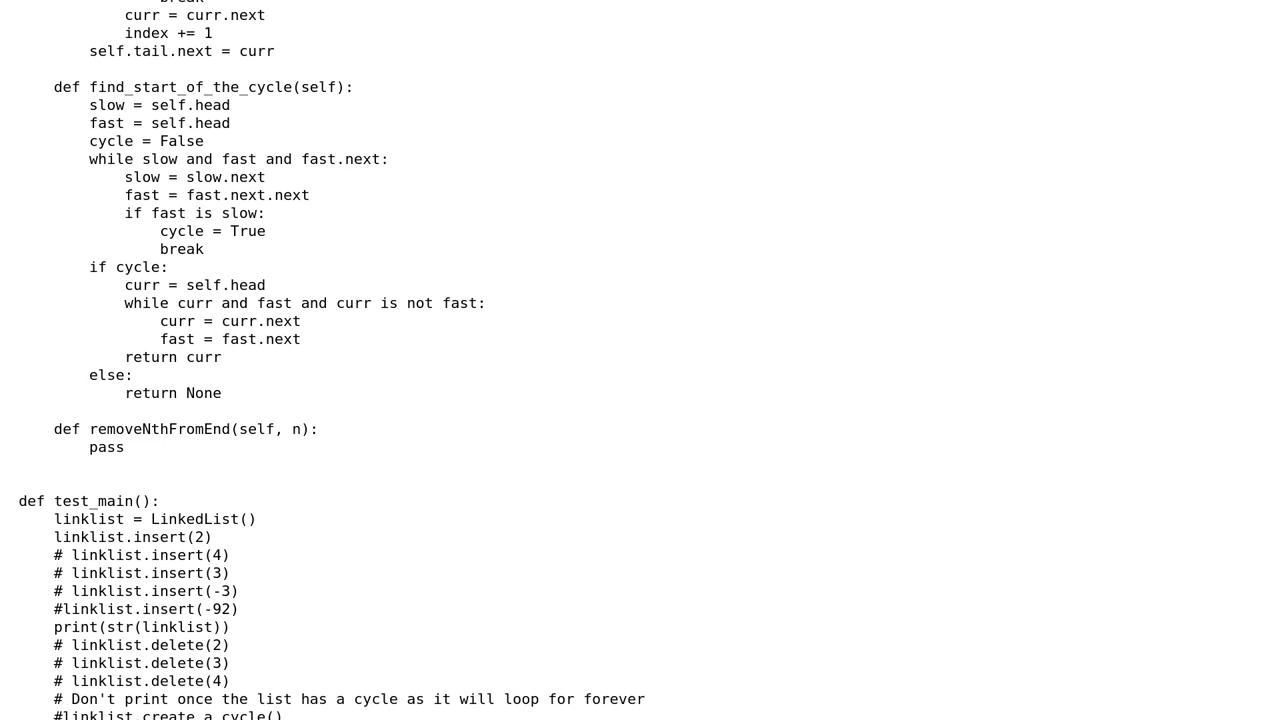 break
            curr = curr.next
            index += 1
        self.tail.next = curr

    def find_start_of_the_cycle(self):
        slow = self.head
        fast = self.head
        cycle = False
        while slow and fast and fast.next:
            slow = slow.next
            fast = fast.next.next
            if fast is slow:
                cycle = True
                break
        if cycle:
            curr = self.head
            while curr and fast and curr is not fast:
                curr = curr.next
                fast = fast.next
            return curr
        else:
            return None

    def removeNthFromEnd(self, n):
        pass


def test_main():
    linklist = LinkedList()
    linklist.insert(2)
    # linklist.insert(4)
    # linklist.insert(3)
    # linklist.insert(-3)
    #linklist.insert(-92)
    print(str(linklist))
    # linklist.delete(2)
    # linklist.delete(3)
    # linklist.delete(4)
    # Don't print once the list has a cycle as it will loop for forever
    #linklist.create_a_cycle()